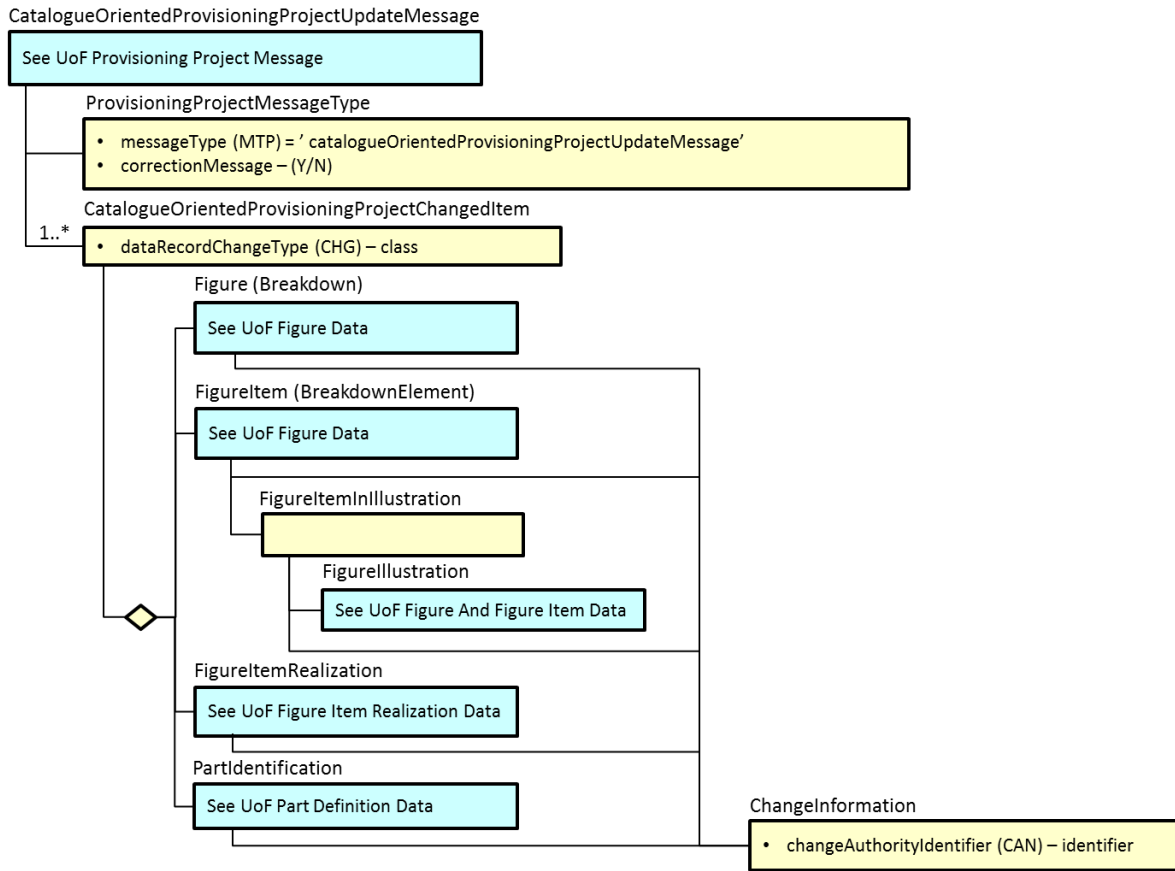 CatalogueOrientedProvisioningProjectUpdateMessage
See UoF Provisioning Project Message
ProvisioningProjectMessageType
• messageType (MTP) = ’ catalogueOrientedProvisioningProjectUpdateMessage’
• correctionMessage – (Y/N)
CatalogueOrientedProvisioningProjectChangedItem
1..*
• dataRecordChangeType (CHG) – class
Figure (Breakdown)
See UoF Figure Data
FigureItem (BreakdownElement)
See UoF Figure Data
FigureItemInIllustration
FigureIllustration
See UoF Figure And Figure Item Data
FigureItemRealization
See UoF Figure Item Realization Data
PartIdentification
See UoF Part Definition Data
ChangeInformation
• changeAuthorityIdentifier (CAN) – identifier